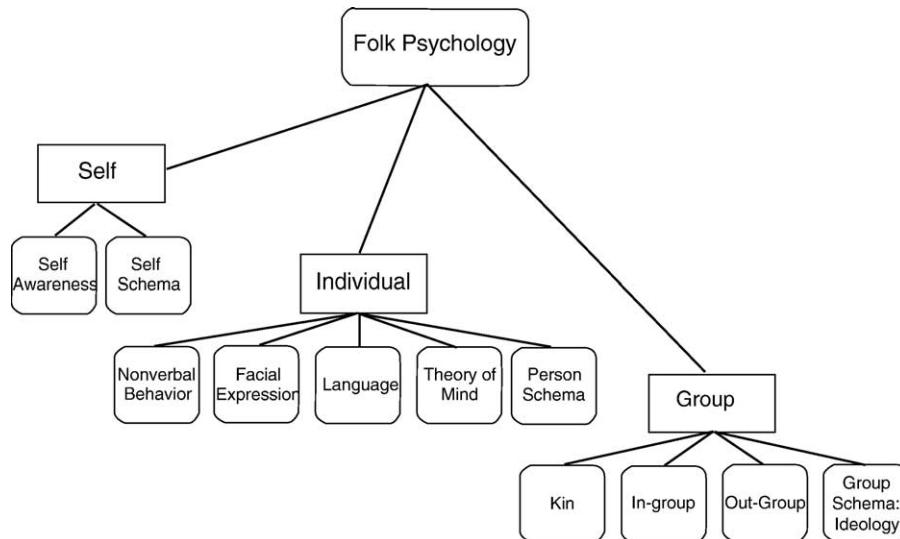 Folk Psychology
Self
Self
Awareness
Self
Schema
Individual
Nonverbal
Behavior
Facial
Expression
Language
Theory of
Mind
Person
Schema
Group
Kin
In-group
Out-Group
Group
Schema:
Ideology